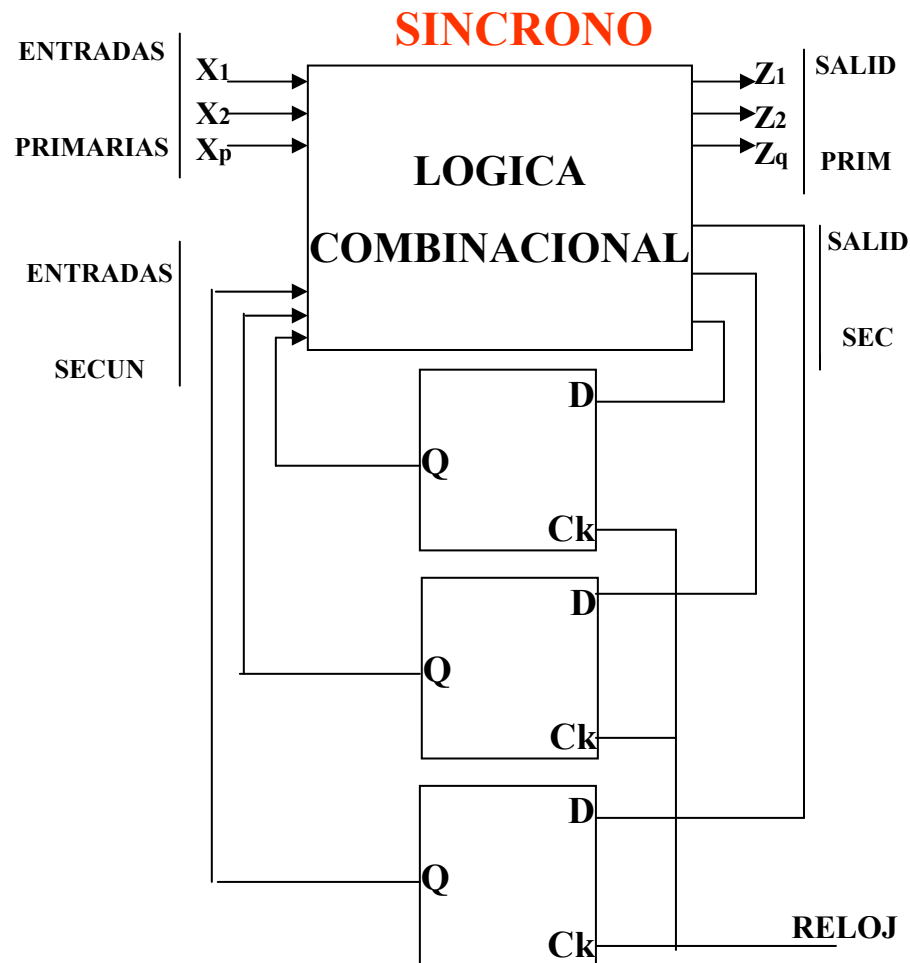 SINCRONO
ENTRADAS
PRIMARIAS
X1
X2
Xp
LOGICA
COMBINACIONAL
Z1
Z2
Zq
SALID
PRIM
ENTRADAS
SECUN
SALID
SEC
D
Q
Ck
D
Q
Ck
D
Q
Ck
RELOJ